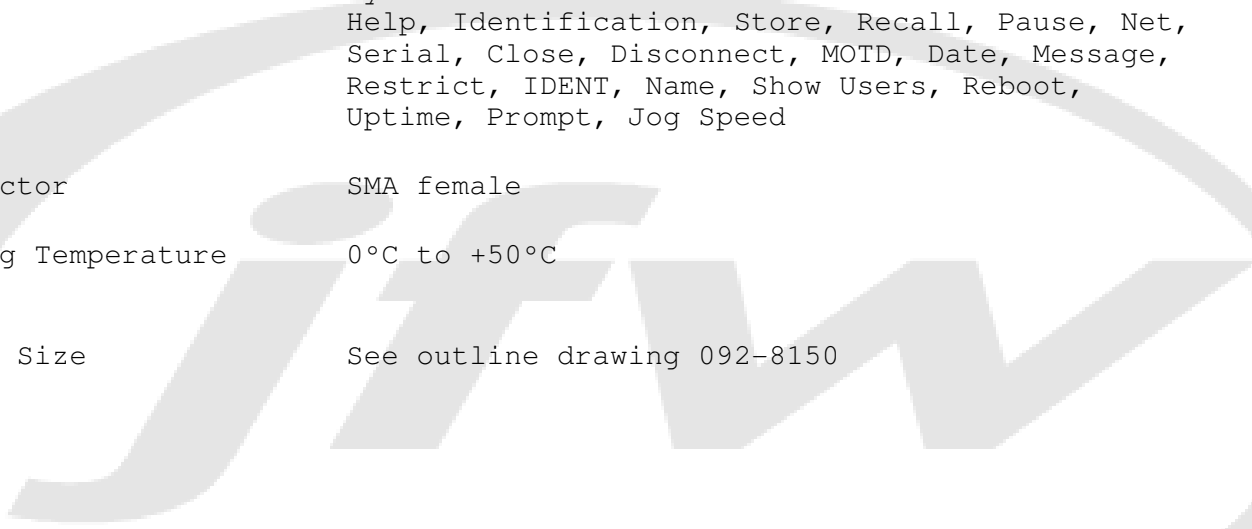 Help, Identification, Store, Recall, Pause, Net,
Serial, Close, Disconnect, MOTD, Date, Message,
Restrict, IDENT, Name, Show Users, Reboot,
Uptime, Prompt, Jog Speed
ctor SMA female
g Temperature 0°C to +50°C
Size See outline drawing 092-8150
jfw